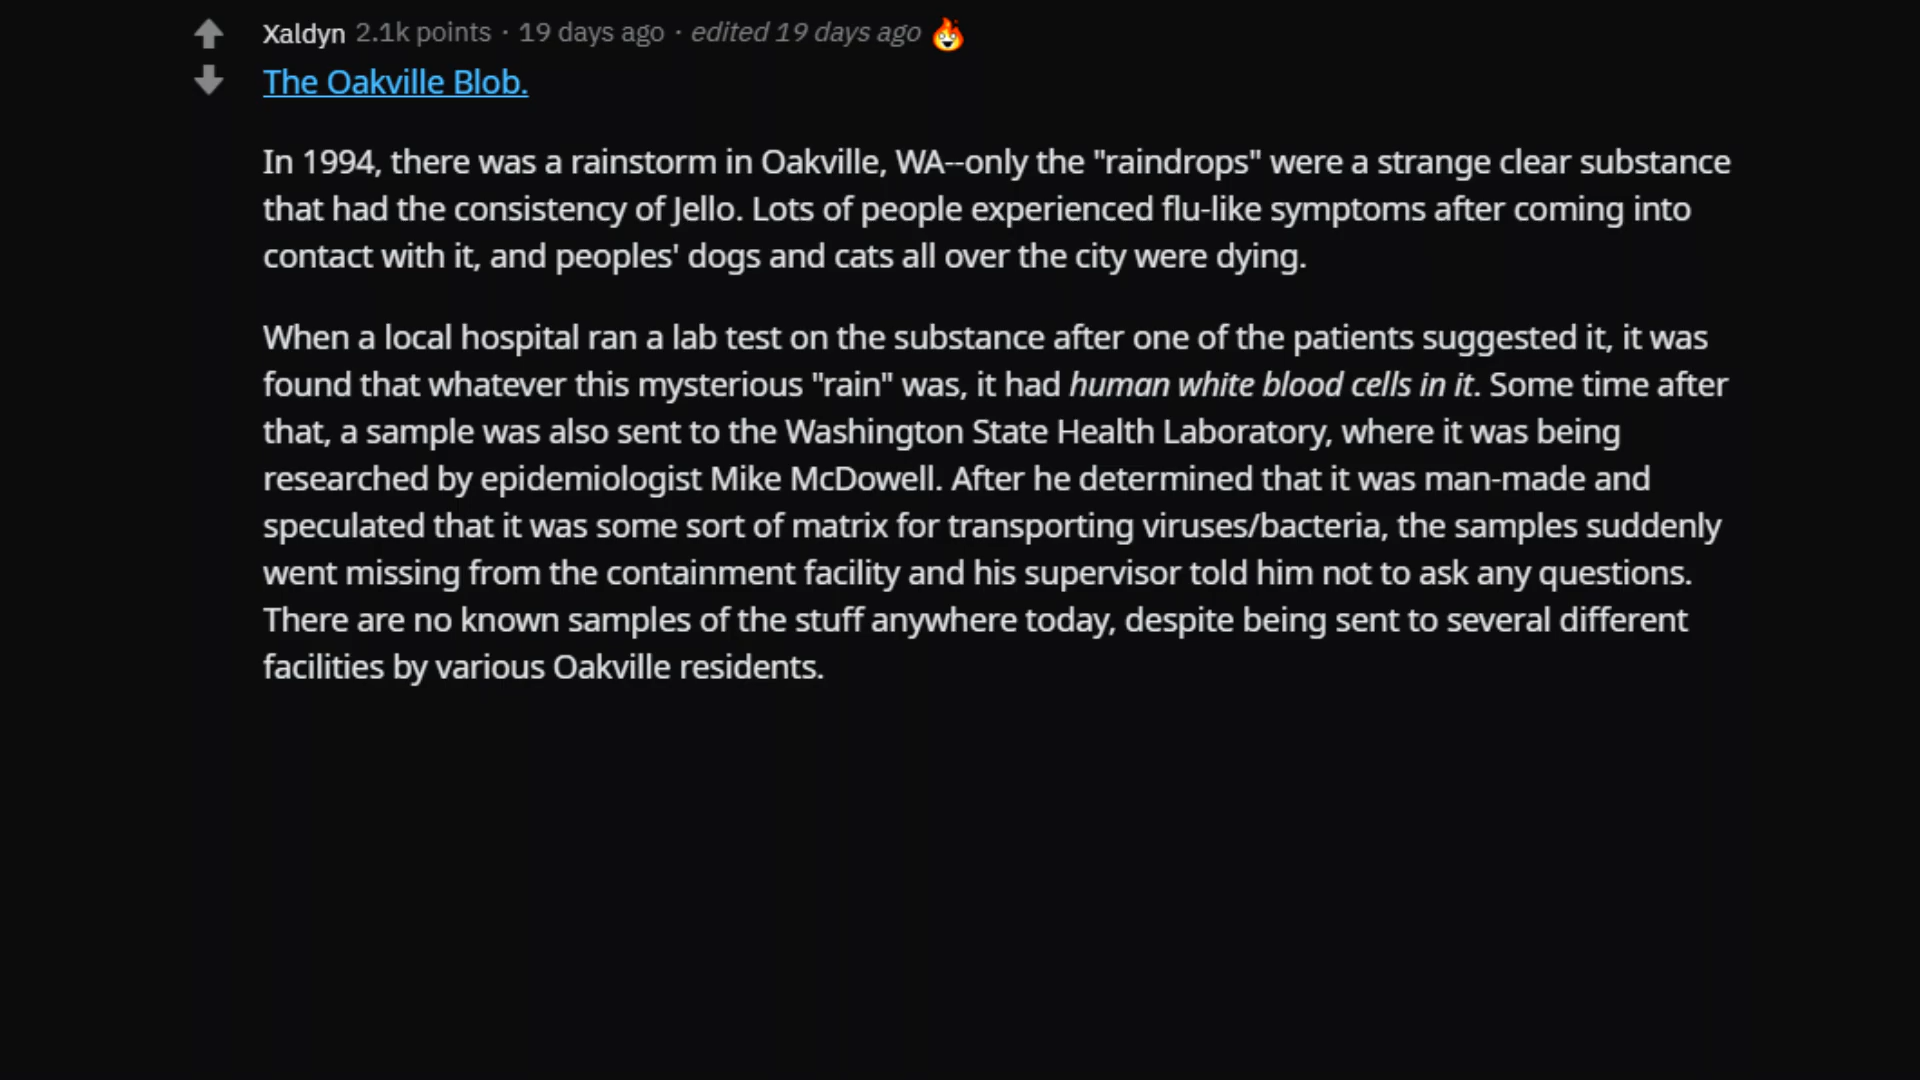 Xaldyn 2.1k points · 19 days ago · edited 19 days ago
The Oakville Blob.
In 1994, there was a rainstorm in Oakville, WA--only the "raindrops" were a strange clear substance
that had the consistency of Jello. Lots of people experienced flu-like symptoms after coming into
contact with it, and peoples' dogs and cats all over the city were dying.
When a local hospital ran a lab test on the substance after one of the patients suggested it, it was
found that whatever this mysterious "rain" was, it had human white blood cells in it. Some time after
that, a sample was also sent to the Washington State Health Laboratory, where it was being
researched by epidemiologist Mike McDowell. After he determined that it was man-made and
speculated that it was some sort of matrix for transporting viruses/bacteria, the samples suddenly
went missing from the containment facility and his supervisor told him not to ask any questions.
There are no known samples of the stuff anywhere today, despite being sent to several different
facilities by various Oakville residents.